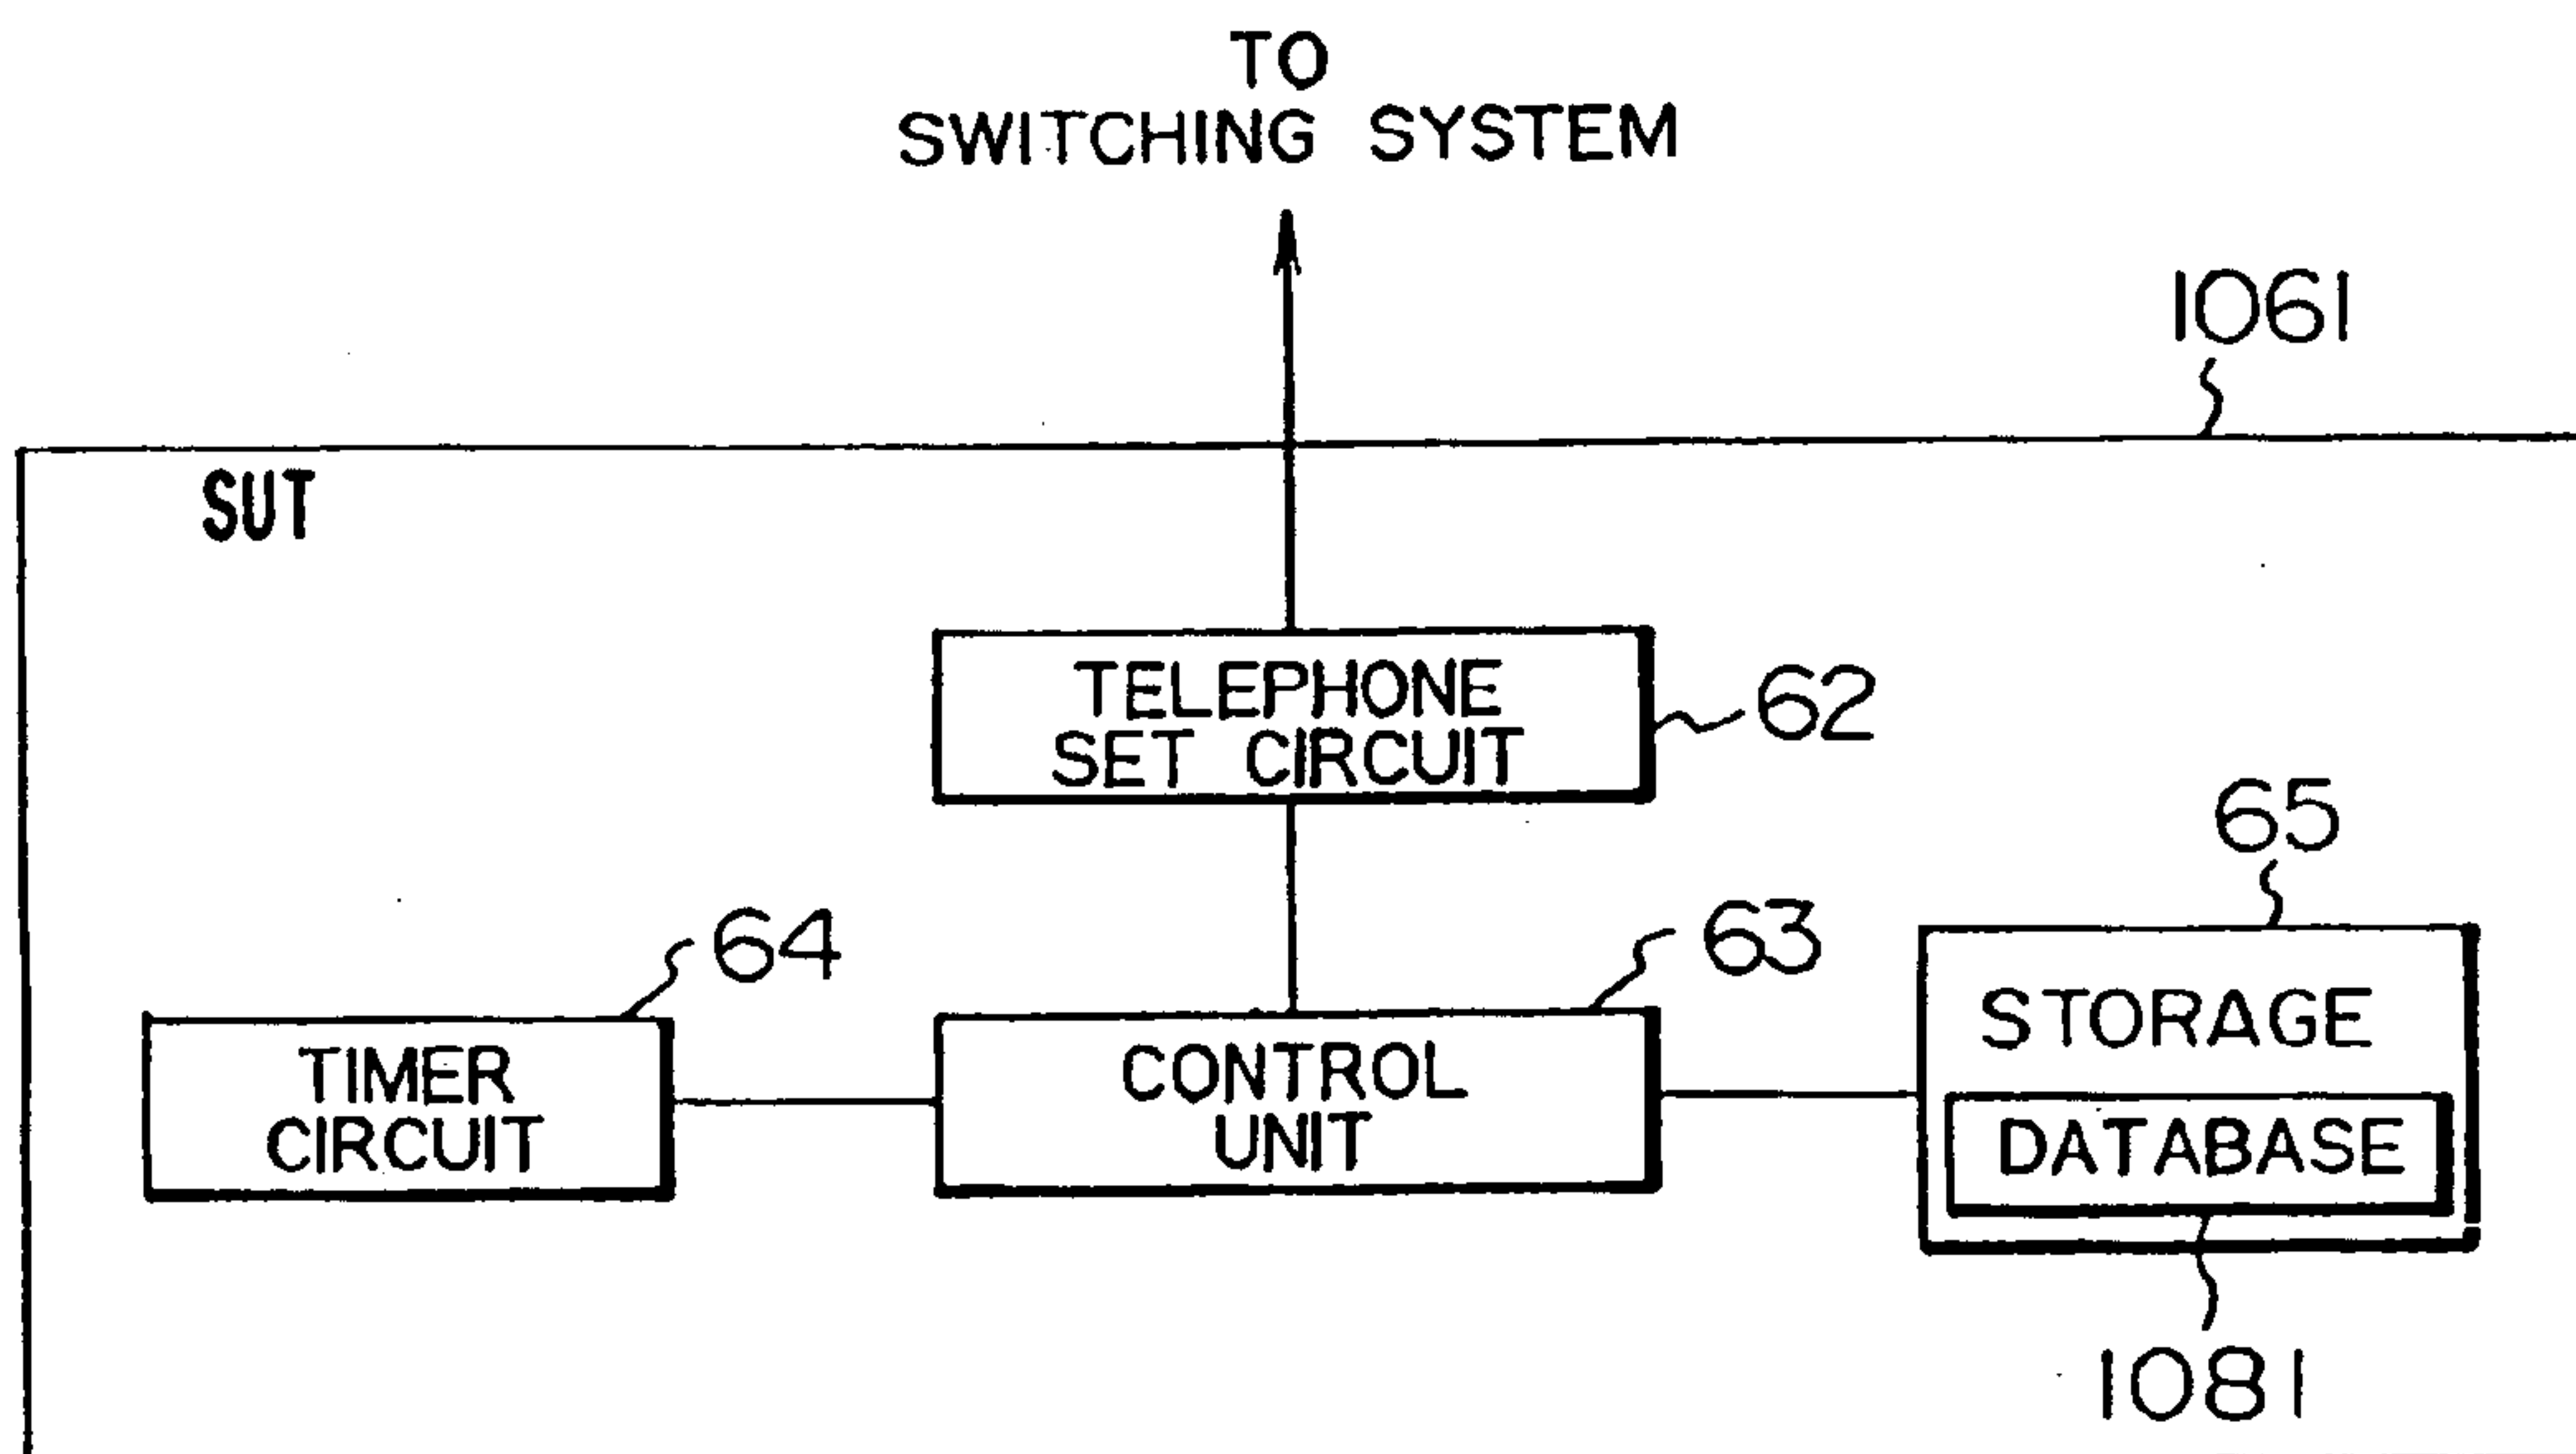 TO
SWITCHING SYSTEM
1061
SUT
TELEPHONE
SET CIRCUIT
62
65
64
63
STORAGE
TIMER
CIRCUIT
CONTROL
UNIT
DATABASE
1081